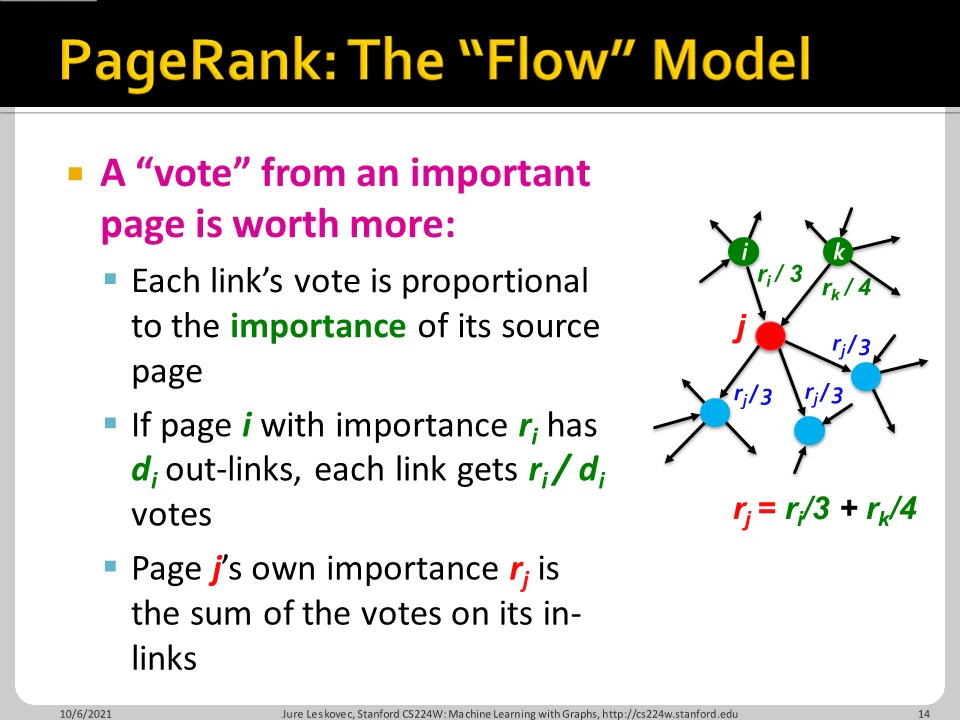 PageRank: The “Flow” Model
A “vote” from an important
page is worth more:
Each link’s vote is proportional
to the importance of its source
page
If page i with importance ri has
di out-links, each link gets ri / di
votes
Page j’s own importance rj is
the sum of the votes on its in-
links
i
k
ri / 3
rk / 4
j
rj/3
rj/3
rj/3
rj = ri/3 + rk/4
10/6/2021
Jure Leskovec, Stanford CS224W: Machine Learning with Graphs, http://cs224w.stanford.edu
14